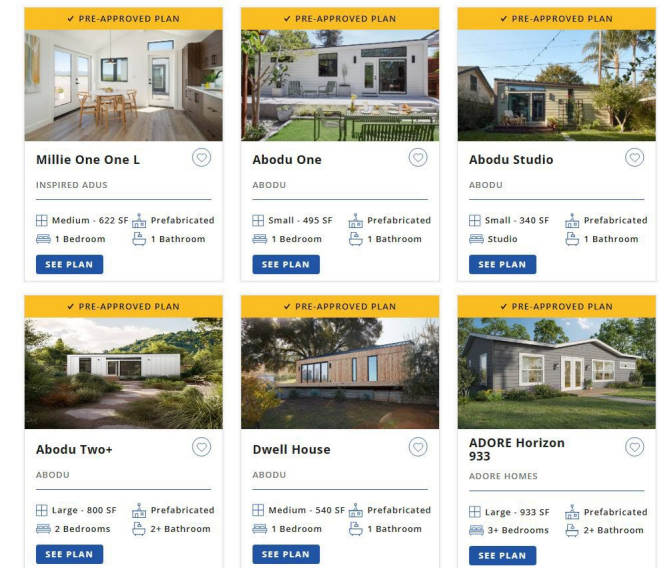 ✓ PRE-APPROVED PLAN
Millie One One L
INSPIRED ADUS
Medium - 622 SF Prefabricated
1 Bedroom 1 Bathroom
SEE PLAN
✓ PRE-APPROVED PLAN
Abodu One
ABODU
Small - 495 SF Prefabricated
1 Bedroom 1 Bathroom
SEE PLAN
✓ PRE-APPROVED PLAN
Abodu Studio
ABODU
Small - 340 SF Prefabricated
Studio 1 Bathroom
SEE PLAN
✓ PRE-APPROVED PLAN
Abodu Two+
ABODU
Large - 800 SF Prefabricated
2 Bedrooms 2+ Bathroom
SEE PLAN
✓ PRE-APPROVED PLAN
Dwell House
ABODU
Medium - 540 SF Prefabricated
1 Bedroom 1 Bathroom
SEE PLAN
✓ PRE-APPROVED PLAN
ADORE Horizon
933
ADORE HOMES
Large - 933 SF Prefabricated
3+ Bedrooms 2+ Bathroom
SEE PLAN